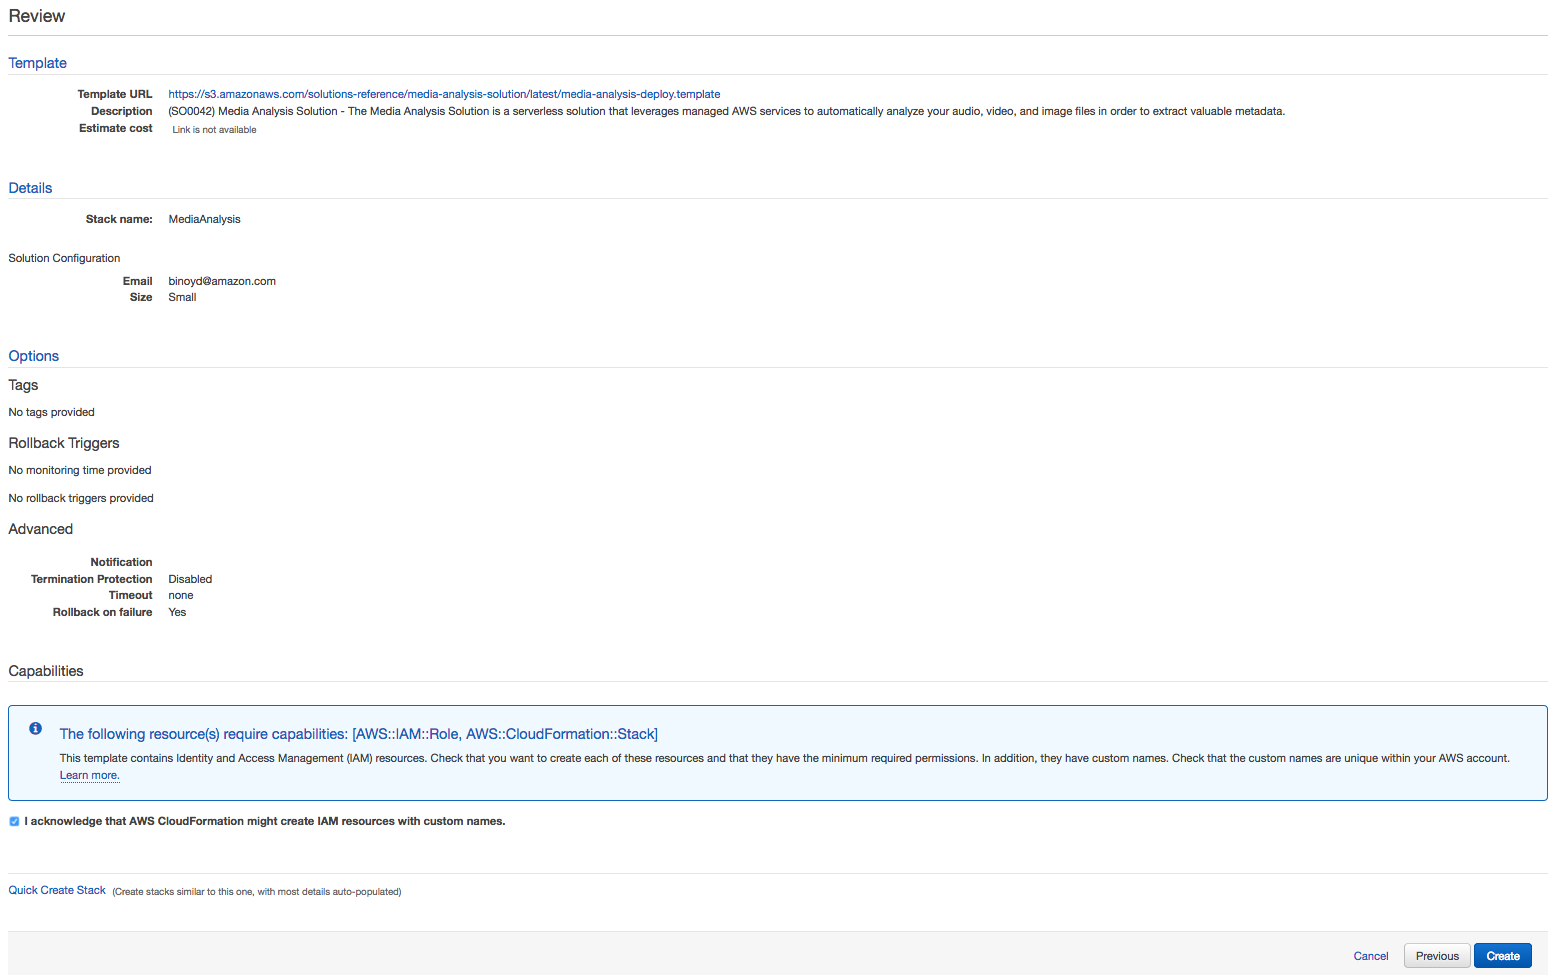 Review
Template
Template URL https://s3.amazonaws.com/solutions-reference/media-analysis-solution/latest/media-analysis-deploy.template
Description (SO0042) Media Analysis Solution - The Media Analysis Solution is a serverless solution that leverages managed AWS services to automatically analyze your audio, video, and image files in order to extract valuable metadata.
Estimate cost Link is not available
Details
Stack name: MediaAnalysis
Solution Configuration
Email binoyd@amazon.com
Size Small
Options
Tags
No tags provided
Rollback Triggers
No monitoring time provided
No rollback triggers provided
Advanced
Notification
Termination Protection Disabled
Timeout none
Rollback on failure Yes
Capabilities
The following resource(s) require capabilities: [AWS::IAM::Role, AWS::CloudFormation::Stack]
This template contains Identity and Access Management (IAM) resources. Check that you want to create each of these resources and that they have the minimum required permissions. In addition, they have custom names. Check that the custom names are unique within your AWS account.
Learn more.
I acknowledge that AWS CloudFormation might create IAM resources with custom names.
Quick Create Stack (Create stacks similar to this one, with most details auto-populated)
Cancel Previous Create